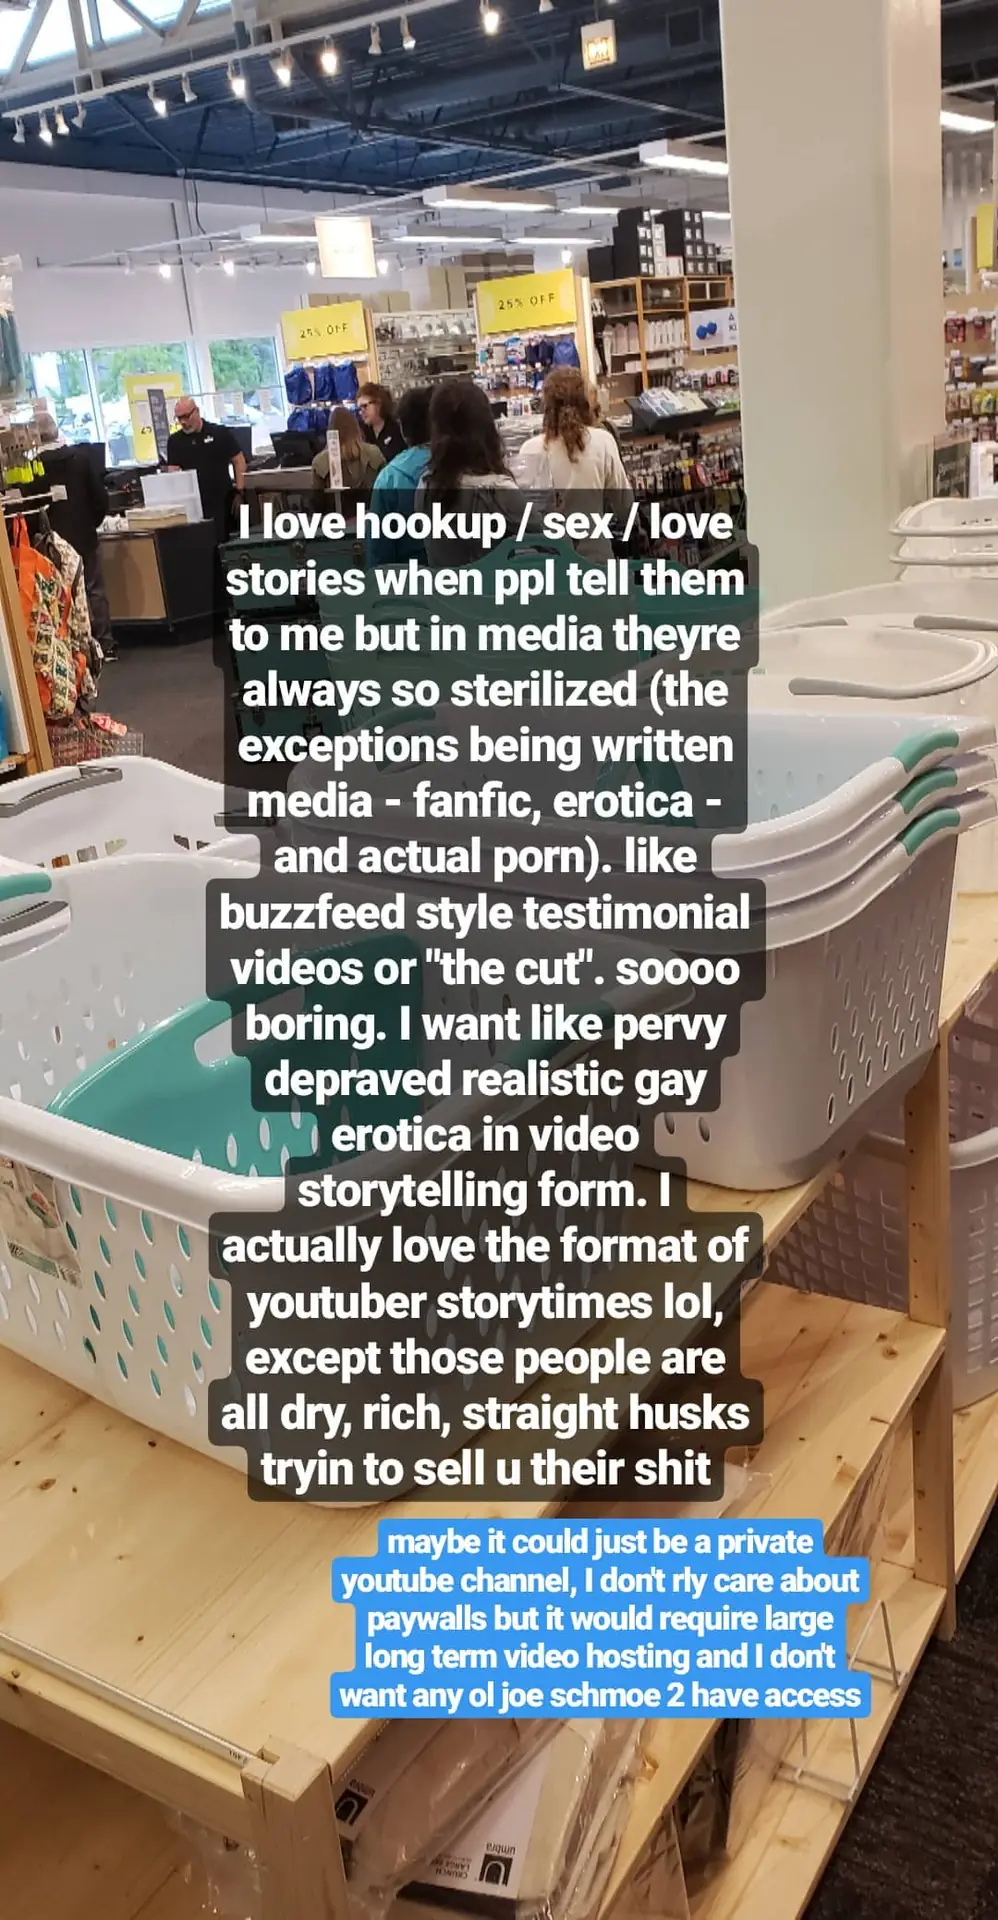 25% OFF
25% OFF
I love hookup / sex / love
stories when ppl tell them
to me but in media theyre
always so sterilized (the
exceptions being written
media - fanfic, erotica -
and actual porn). like
buzzfeed style testimonial
videos or "the cut". soooo
boring. I want like pervy
depraved realistic gay
erotica in video
storytelling form. I
actually love the format of
youtuber storytimes lol,
except those people are
all dry, rich, straight husks
tryin to sell u their shit
maybe it could just be a private
youtube channel, I don't rly care about
paywalls but it would require large
long term video hosting and I don't
want any ol joe schmoe 2 have access
umbra
umbra